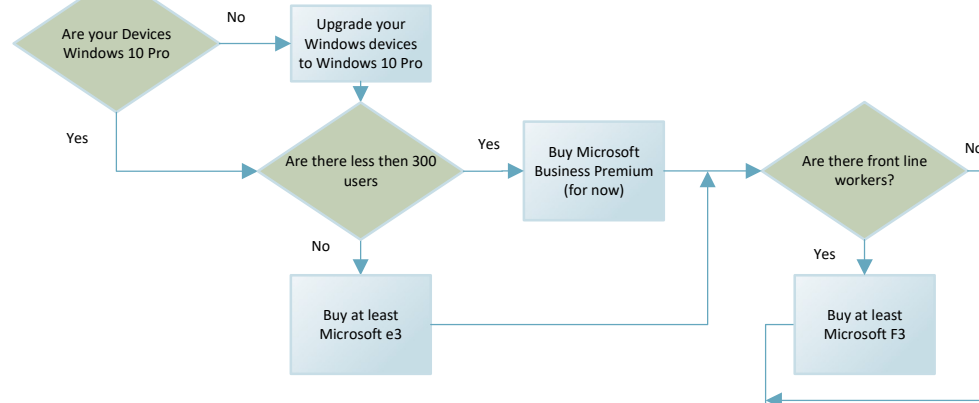 Are your Devices
Windows 10 Pro
No
Upgrade your
Windows devices
to Windows 10 Pro
Yes
Are there less then 300
users
Yes
Buy Microsoft
Business Premium
(for now)
Are there front line
workers?
No
No
Buy at least
Microsoft e3
Yes
Buy at least
Microsoft F3